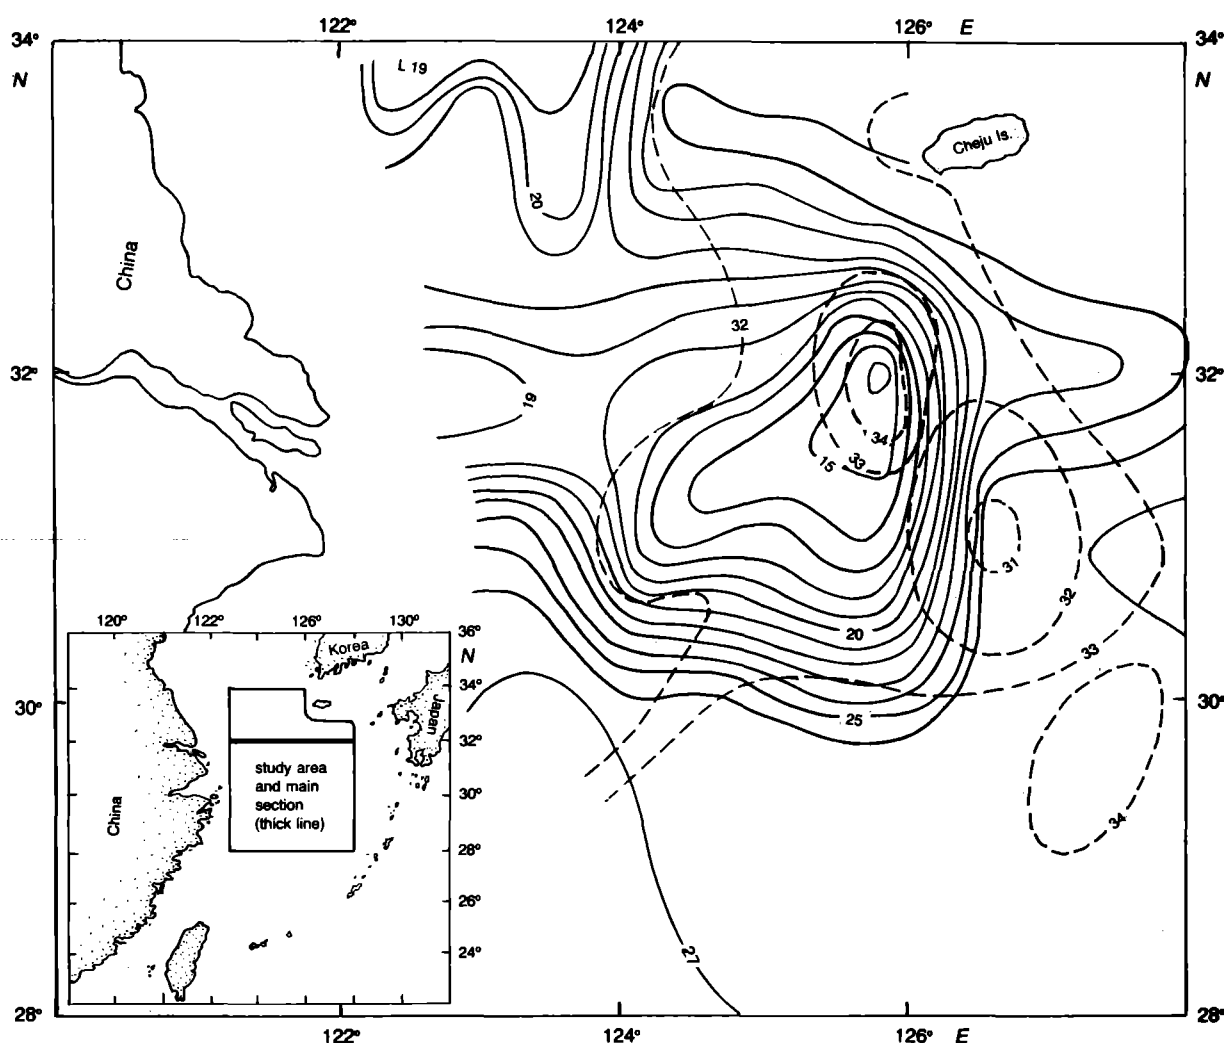 122° 124° 126° E
34° 34°
N N
L 19
Cheju Is.
20
China
32
32° 32°
19
34
33
15
31
32
20
33
120° 122° 126° 130°
36°
Korea
N
34°
30° 30°
25
Japan
32°
study area
and main
section
(thick line)
30°
China
34
28°
26°
24°
27
28° 28°
122° 124° 126° E